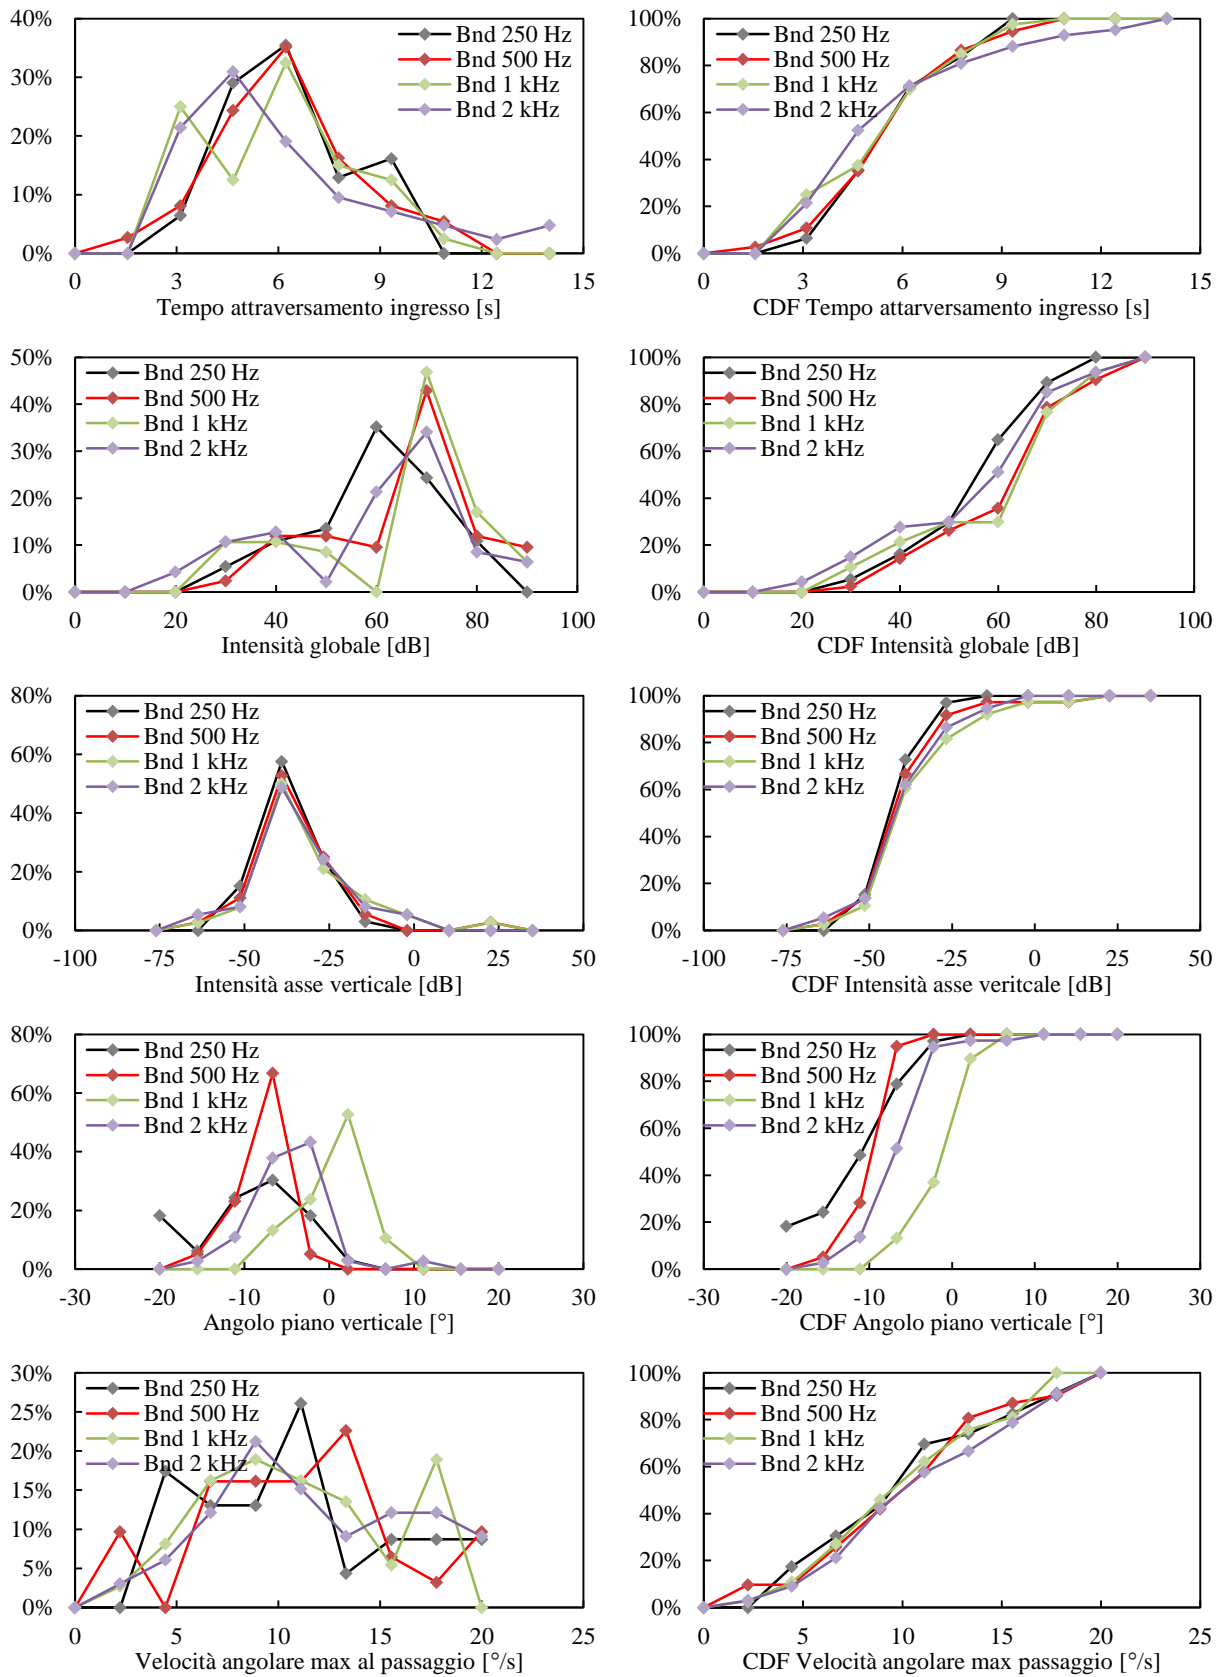 40%
30%
20%
10%
0%
0 3 6 9 12 15
Tempo attraversamento ingresso [s]
Bnd 250 Hz
Bnd 500 Hz
Bnd 1 kHz
Bnd 2 kHz
100%
80%
60%
40%
20%
0%
0 3 6 9 12 15
CDF Tempo attarversamento ingresso [s]
Bnd 250 Hz
Bnd 500 Hz
Bnd 1 kHz
Bnd 2 kHz
50%
40%
30%
20%
10%
0%
0 20 40 60 80 100
Intensità globale [dB]
Bnd 250 Hz
Bnd 500 Hz
Bnd 1 kHz
Bnd 2 kHz
100%
80%
60%
40%
20%
0%
0 20 40 60 80 100
CDF Intensità globale [dB]
Bnd 250 Hz
Bnd 500 Hz
Bnd 1 kHz
Bnd 2 kHz
80%
60%
40%
20%
0%
-100 -75 -50 -25 0 25 50
Intensità asse verticale [dB]
Bnd 250 Hz
Bnd 500 Hz
Bnd 1 kHz
Bnd 2 kHz
100%
80%
60%
40%
20%
0%
-100 -75 -50 -25 0 25 50
CDF Intensità asse veritcale [dB]
Bnd 250 Hz
Bnd 500 Hz
Bnd 1 kHz
Bnd 2 kHz
80%
60%
40%
20%
0%
-30 -20 -10 0 10 20 30
Angolo piano verticale [°]
Bnd 250 Hz
Bnd 500 Hz
Bnd 1 kHz
Bnd 2 kHz
100%
80%
60%
40%
20%
0%
-30 -20 -10 0 10 20 30
CDF Angolo piano verticale [°]
Bnd 250 Hz
Bnd 500 Hz
Bnd 1 kHz
Bnd 2 kHz
30%
25%
20%
15%
10%
5%
0%
0 5 10 15 20 25
Velocità angolare max al passaggio [°/s]
Bnd 250 Hz
Bnd 500 Hz
Bnd 1 kHz
Bnd 2 kHz
100%
80%
60%
40%
20%
0%
0 5 10 15 20 25
CDF Velocità angolare max passaggio [°/s]
Bnd 250 Hz
Bnd 500 Hz
Bnd 1 kHz
Bnd 2 kHz